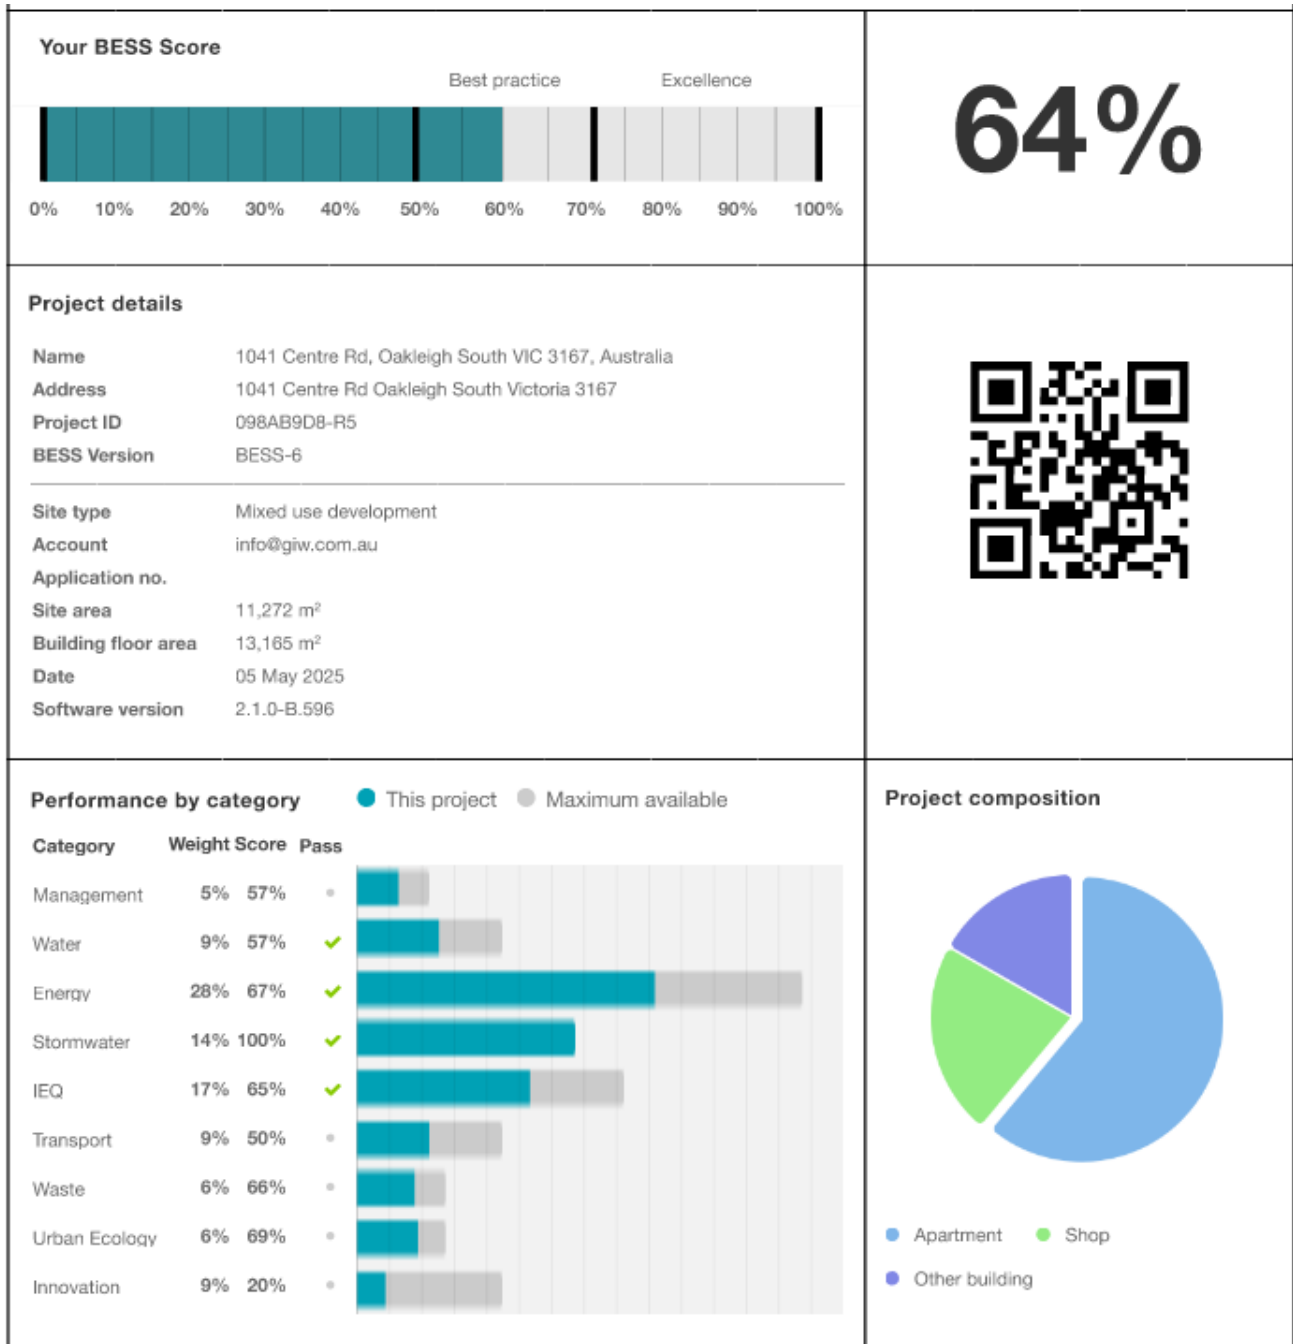 Your BESS Score
Best practice Excellence
0% 10% 20% 30% 40% 50% 60% 70% 80% 90% 100%
64%
Project details
Name 1041 Centre Rd, Oakleigh South VIC 3167, Australia
Address 1041 Centre Rd Oakleigh South Victoria 3167
Project ID 098AB9D8-R5
BESS Version BESS-6
Site type Mixed use development
Account info@giw.com.au
Application no.
Site area 11,272 m²
Building floor area 13,165 m²
Date 05 May 2025
Software version 2.1.0-B.596
Performance by category This project Maximum available
Category Weight Score Pass
Management 5% 57%
Water 9% 57%
Energy 28% 67%
Stormwater 14% 100%
IEQ 17% 65%
Transport 9% 50%
Waste 6% 66%
Urban Ecology 6% 69%
Innovation 9% 20%
Project composition
Apartment Shop
Other building